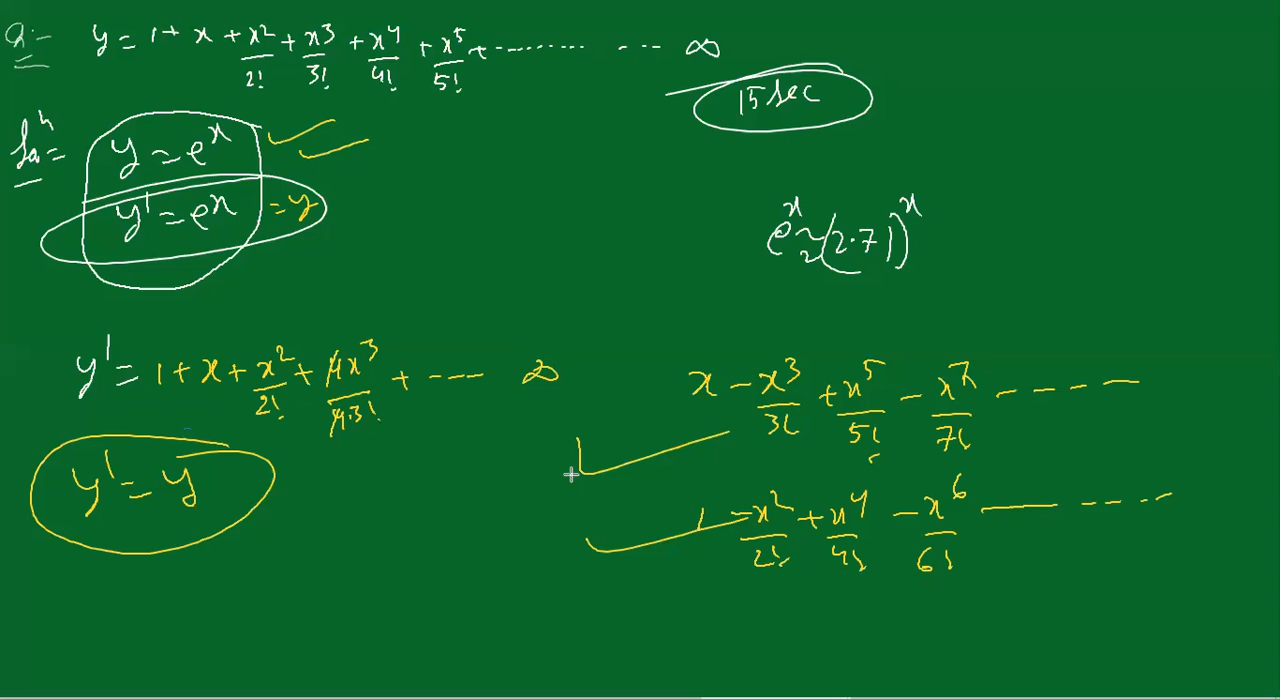 Q:- y = 1 + x + x²/2! + x³/3! + x⁴/4! + x⁵/5! + ......... ... ∞
15 sec
Solⁿ=
y = eˣ
y' = eˣ = y
eˣ ≈ (2.71)ˣ
y' = 1 + x + x²/2! + 4x³/4·3! + ---- ∞
x - x³/3! + x⁵/5! - x⁷/7! -----
y' = y
1 - x²/2! + x⁴/4! - x⁶/6! -----